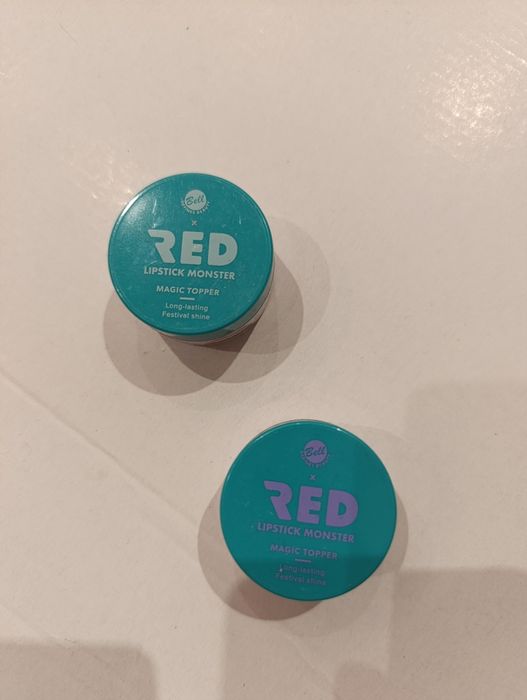 Bell
x
RED
LIPSTICK MONSTER
MAGIC TOPPER
Long-lasting
Festival shine
Bell
x
RED
LIPSTICK MONSTER
MAGIC TOPPER
Long-lasting
Festival shine